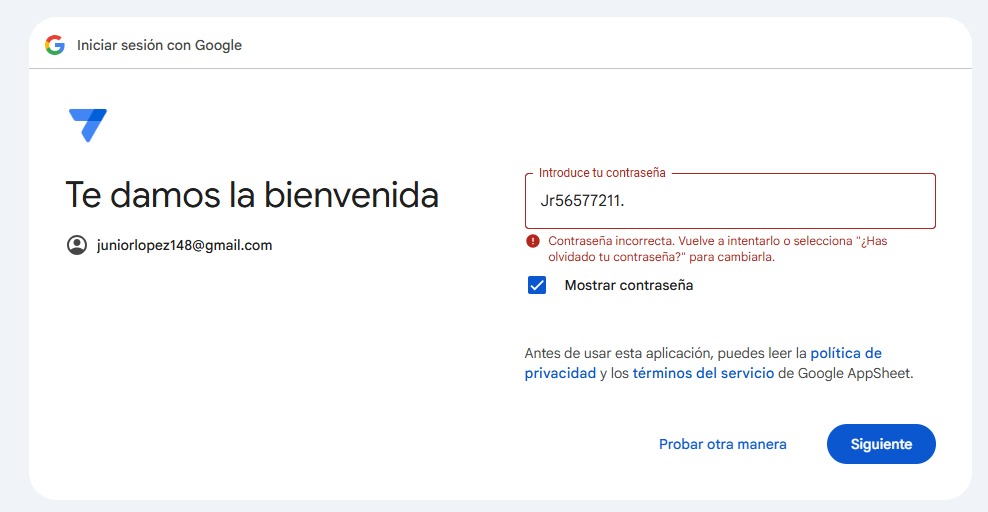 Iniciar sesión con Google
Te damos la bienvenida
juniorlopez148@gmail.com
Introduce tu contraseña
Jr56577211.
Contraseña incorrecta. Vuelve a intentarlo o selecciona "¿Has
olvidado tu contraseña?" para cambiarla.
Mostrar contraseña
Antes de usar esta aplicación, puedes leer la política de
privacidad y los términos del servicio de Google AppSheet.
Probar otra manera
Siguiente